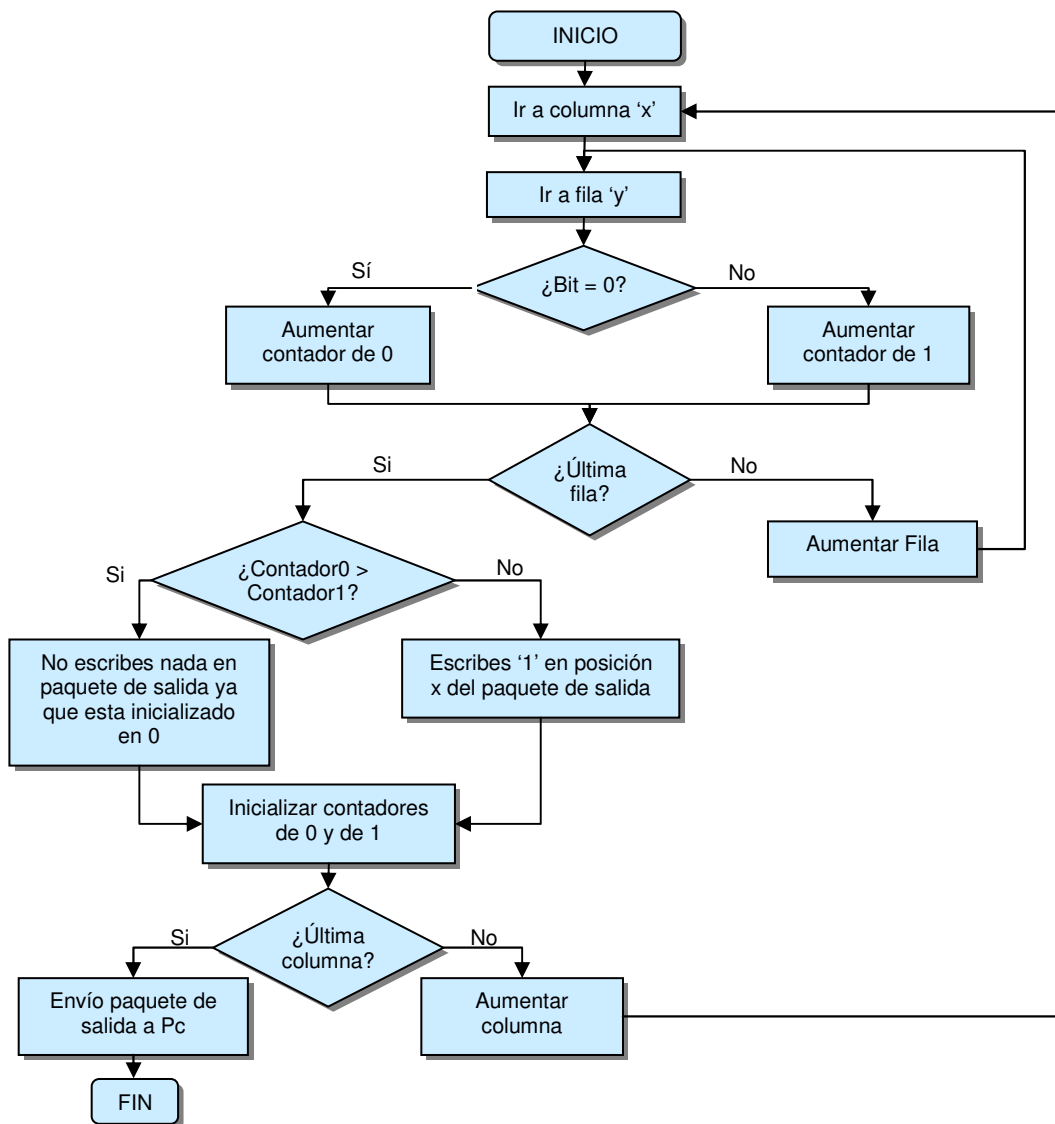 INICIO
Ir a columna ‘x’
Ir a fila ‘y’
¿Bit = 0?
Sí
No
Aumentar
contador de 0
Aumentar
contador de 1
¿Última
fila?
Si
No
Aumentar Fila
¿Contador0 >
Contador1?
Si
No
No escribes nada en
paquete de salida ya
que esta inicializado
en 0
Escribes ‘1’ en posición
x del paquete de salida
Inicializar contadores
de 0 y de 1
¿Última
columna?
Si
No
Envío paquete de
salida a Pc
Aumentar
columna
FIN